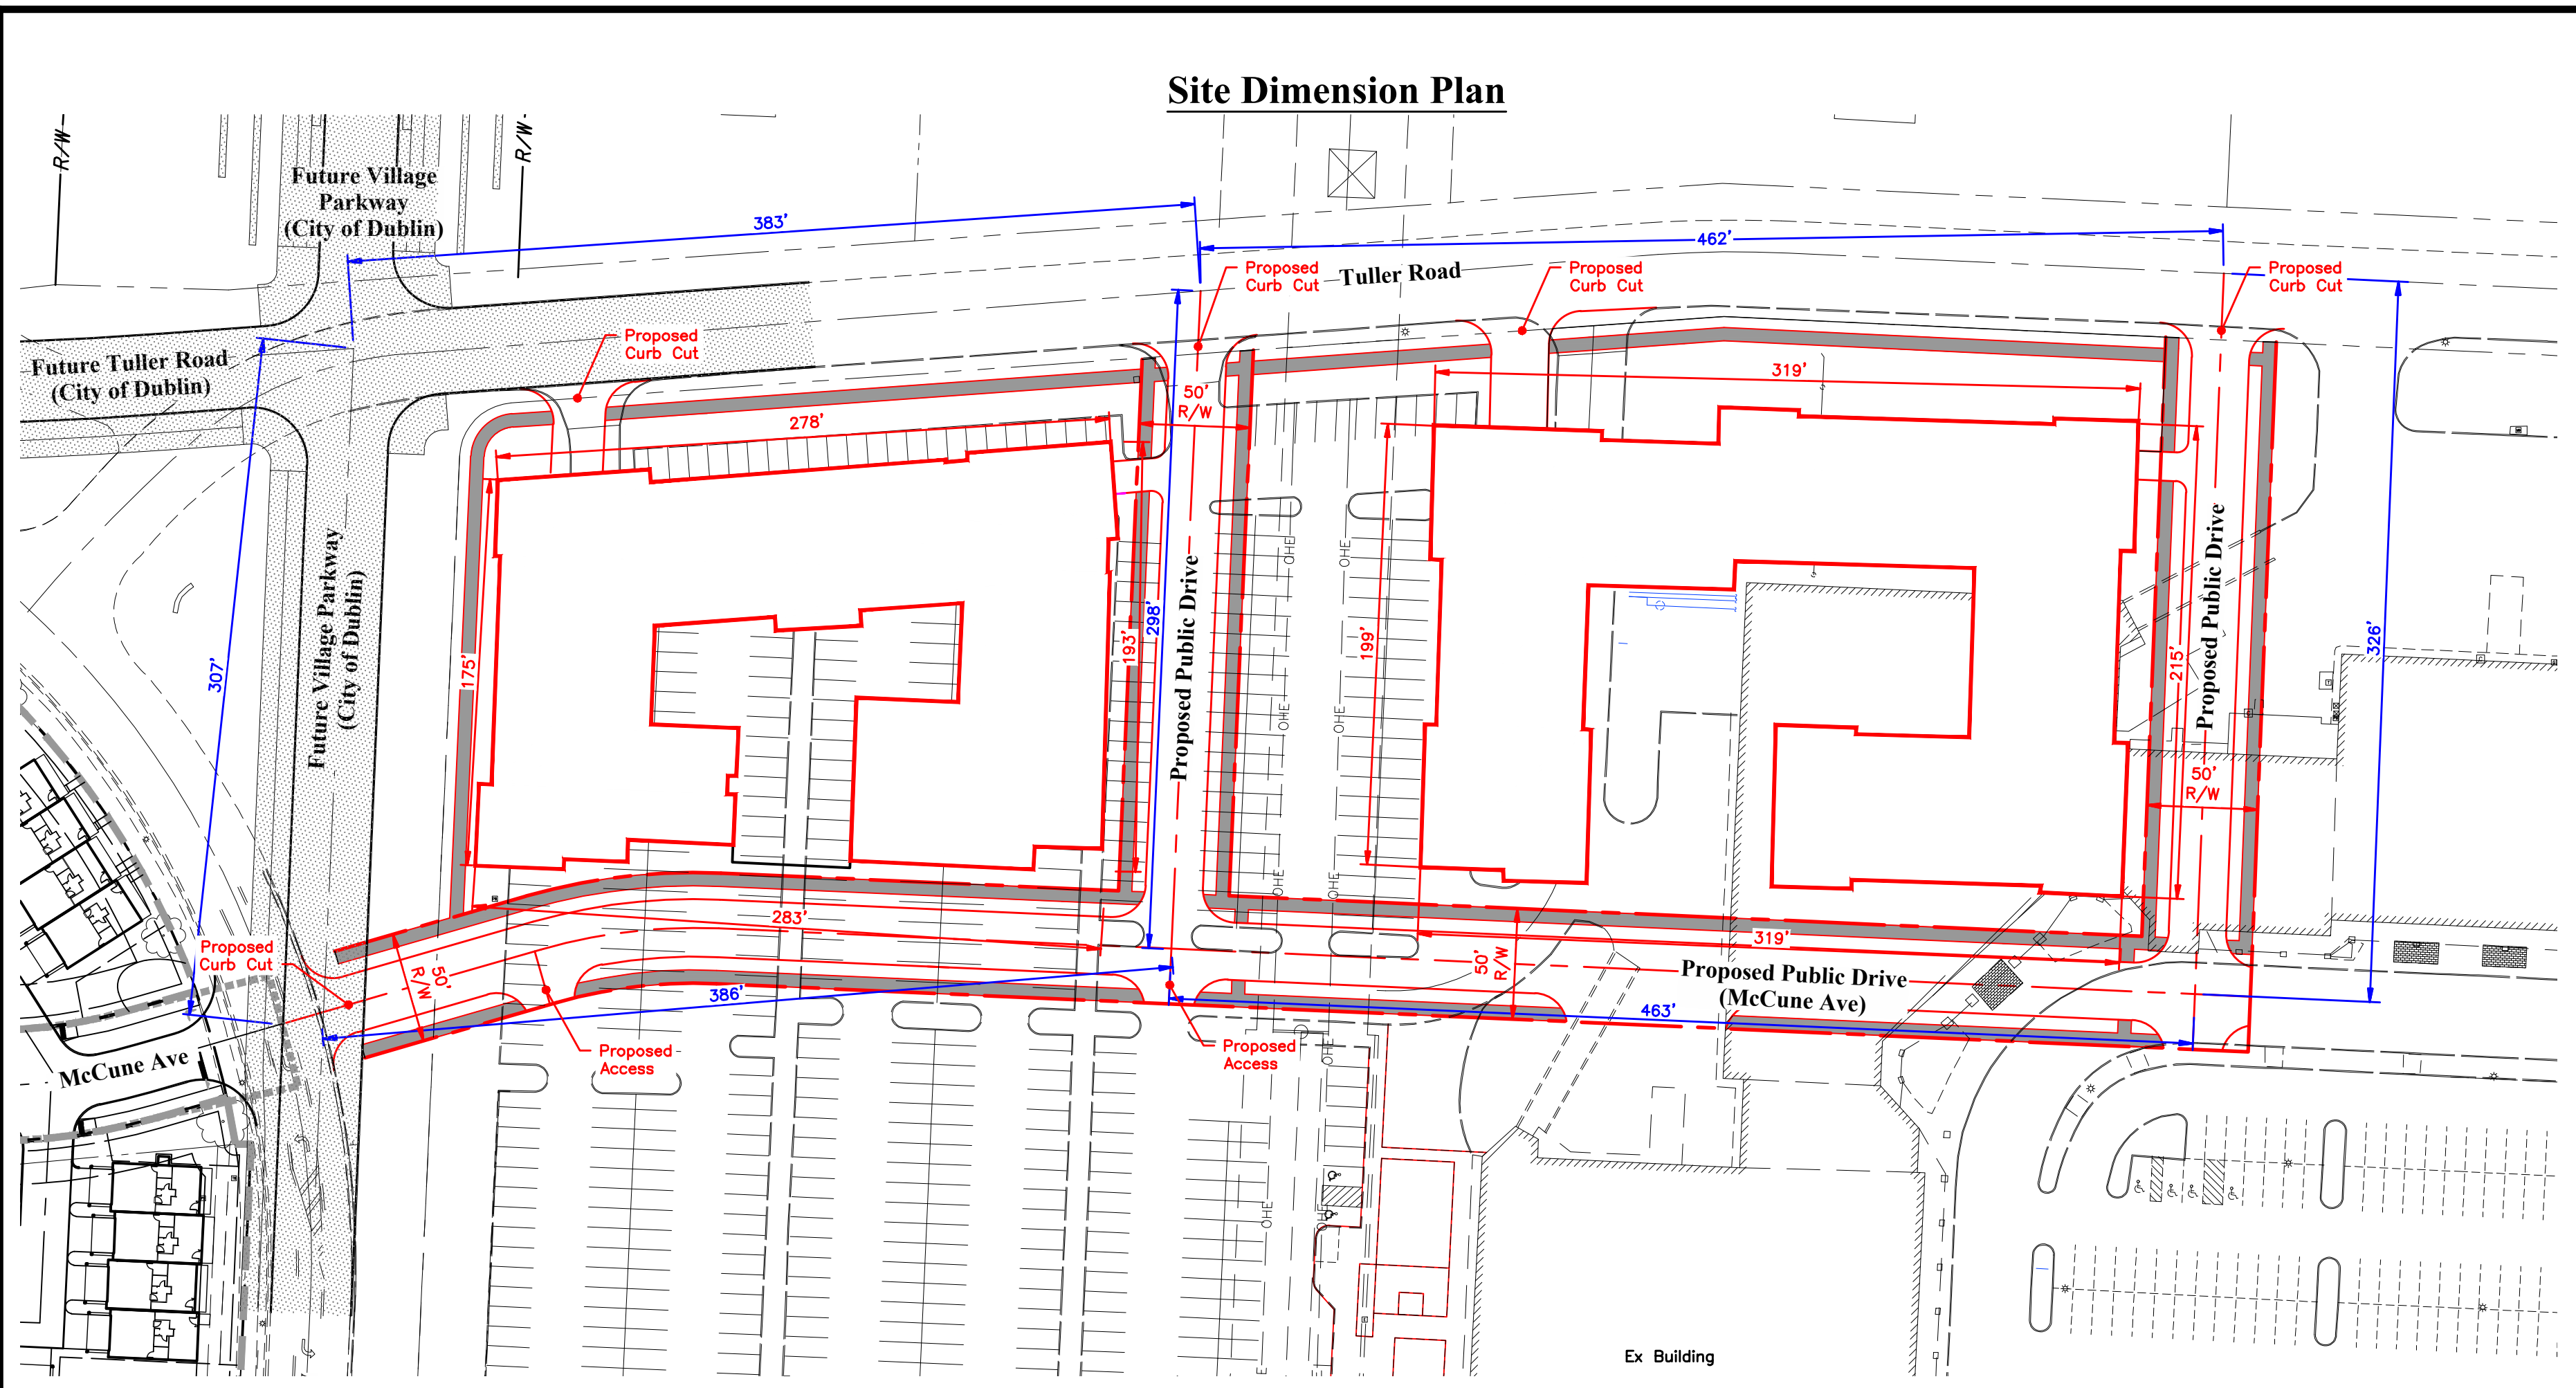 Site Dimension Plan
R/W
R/W
Future Village
Parkway
(City of Dublin)
383'
462'
Tuller Road
Proposed
Curb Cut
Proposed
Curb Cut
Proposed
Curb Cut
Proposed
Curb Cut
Future Tuller Road
(City of Dublin)
50'
R/W
278'
319'
307'
Future Village Parkway
(City of Dublin)
175'
193'
298'
Proposed Public Drive
OHE
OHE
OHE
OHE
OHE
OHE
OHE
OHE
OHE
E
199'
215'
Proposed Public Drive
326'
50'
R/W
283'
319'
Proposed
Curb Cut
50'
R/W
50'
R/W
386'
463'
Proposed Public Drive
(McCune Ave)
McCune Ave
Proposed
Access
Proposed
Access
Ex Building